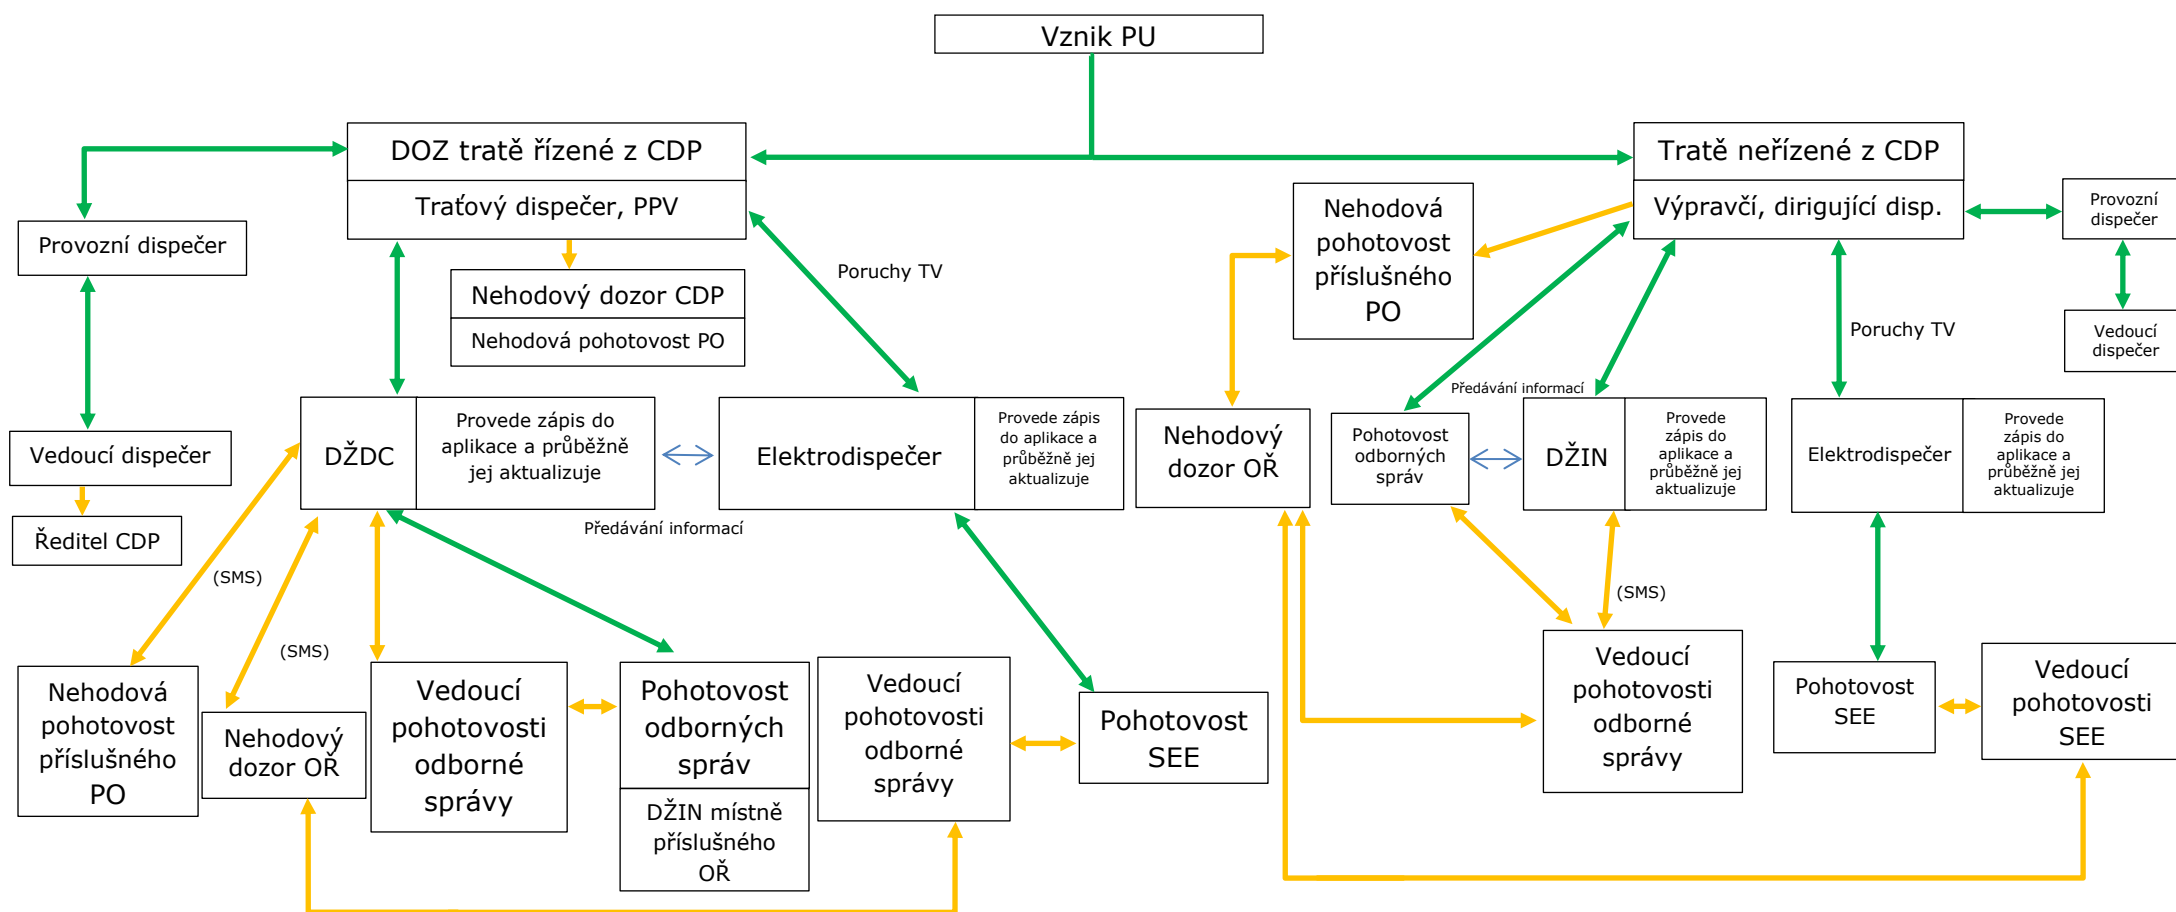 Vznik PU
DOZ tratě řízené z CDP
Traťový dispečer, PPV
Tratě neřízené z CDP
Výpravčí, dirigující disp.
Provozní
dispečer
Nehodová
pohotovost
příslušného
PO
Provozní dispečer
Poruchy TV
Nehodový dozor CDP
Nehodová pohotovost PO
Poruchy TV
Vedoucí
dispečer
Předávání informací
Vedoucí dispečer
DŽDC
Provede zápis do
aplikace a průběžně
jej aktualizuje
Elektrodispečer
Provede zápis
do aplikace a
průběžně jej
aktualizuje
Nehodový
dozor OŘ
Pohotovost
odborných
správ
DŽIN
Provede
zápis do
aplikace a
průběžně jej
aktualizuje
Elektrodispečer
Provede
zápis do
aplikace a
průběžně jej
aktualizuje
Předávání informací
Ředitel CDP
(SMS)
(SMS)
(SMS)
Nehodová
pohotovost
příslušného
PO
Nehodový
dozor OŘ
Vedoucí
pohotovosti
odborné
správy
Pohotovost
odborných
správ
DŽIN místně
příslušného
OŘ
Vedoucí
pohotovosti
odborné
správy
Pohotovost
SEE
Vedoucí
pohotovosti
odborné
správy
Pohotovost
SEE
Vedoucí
pohotovosti
SEE